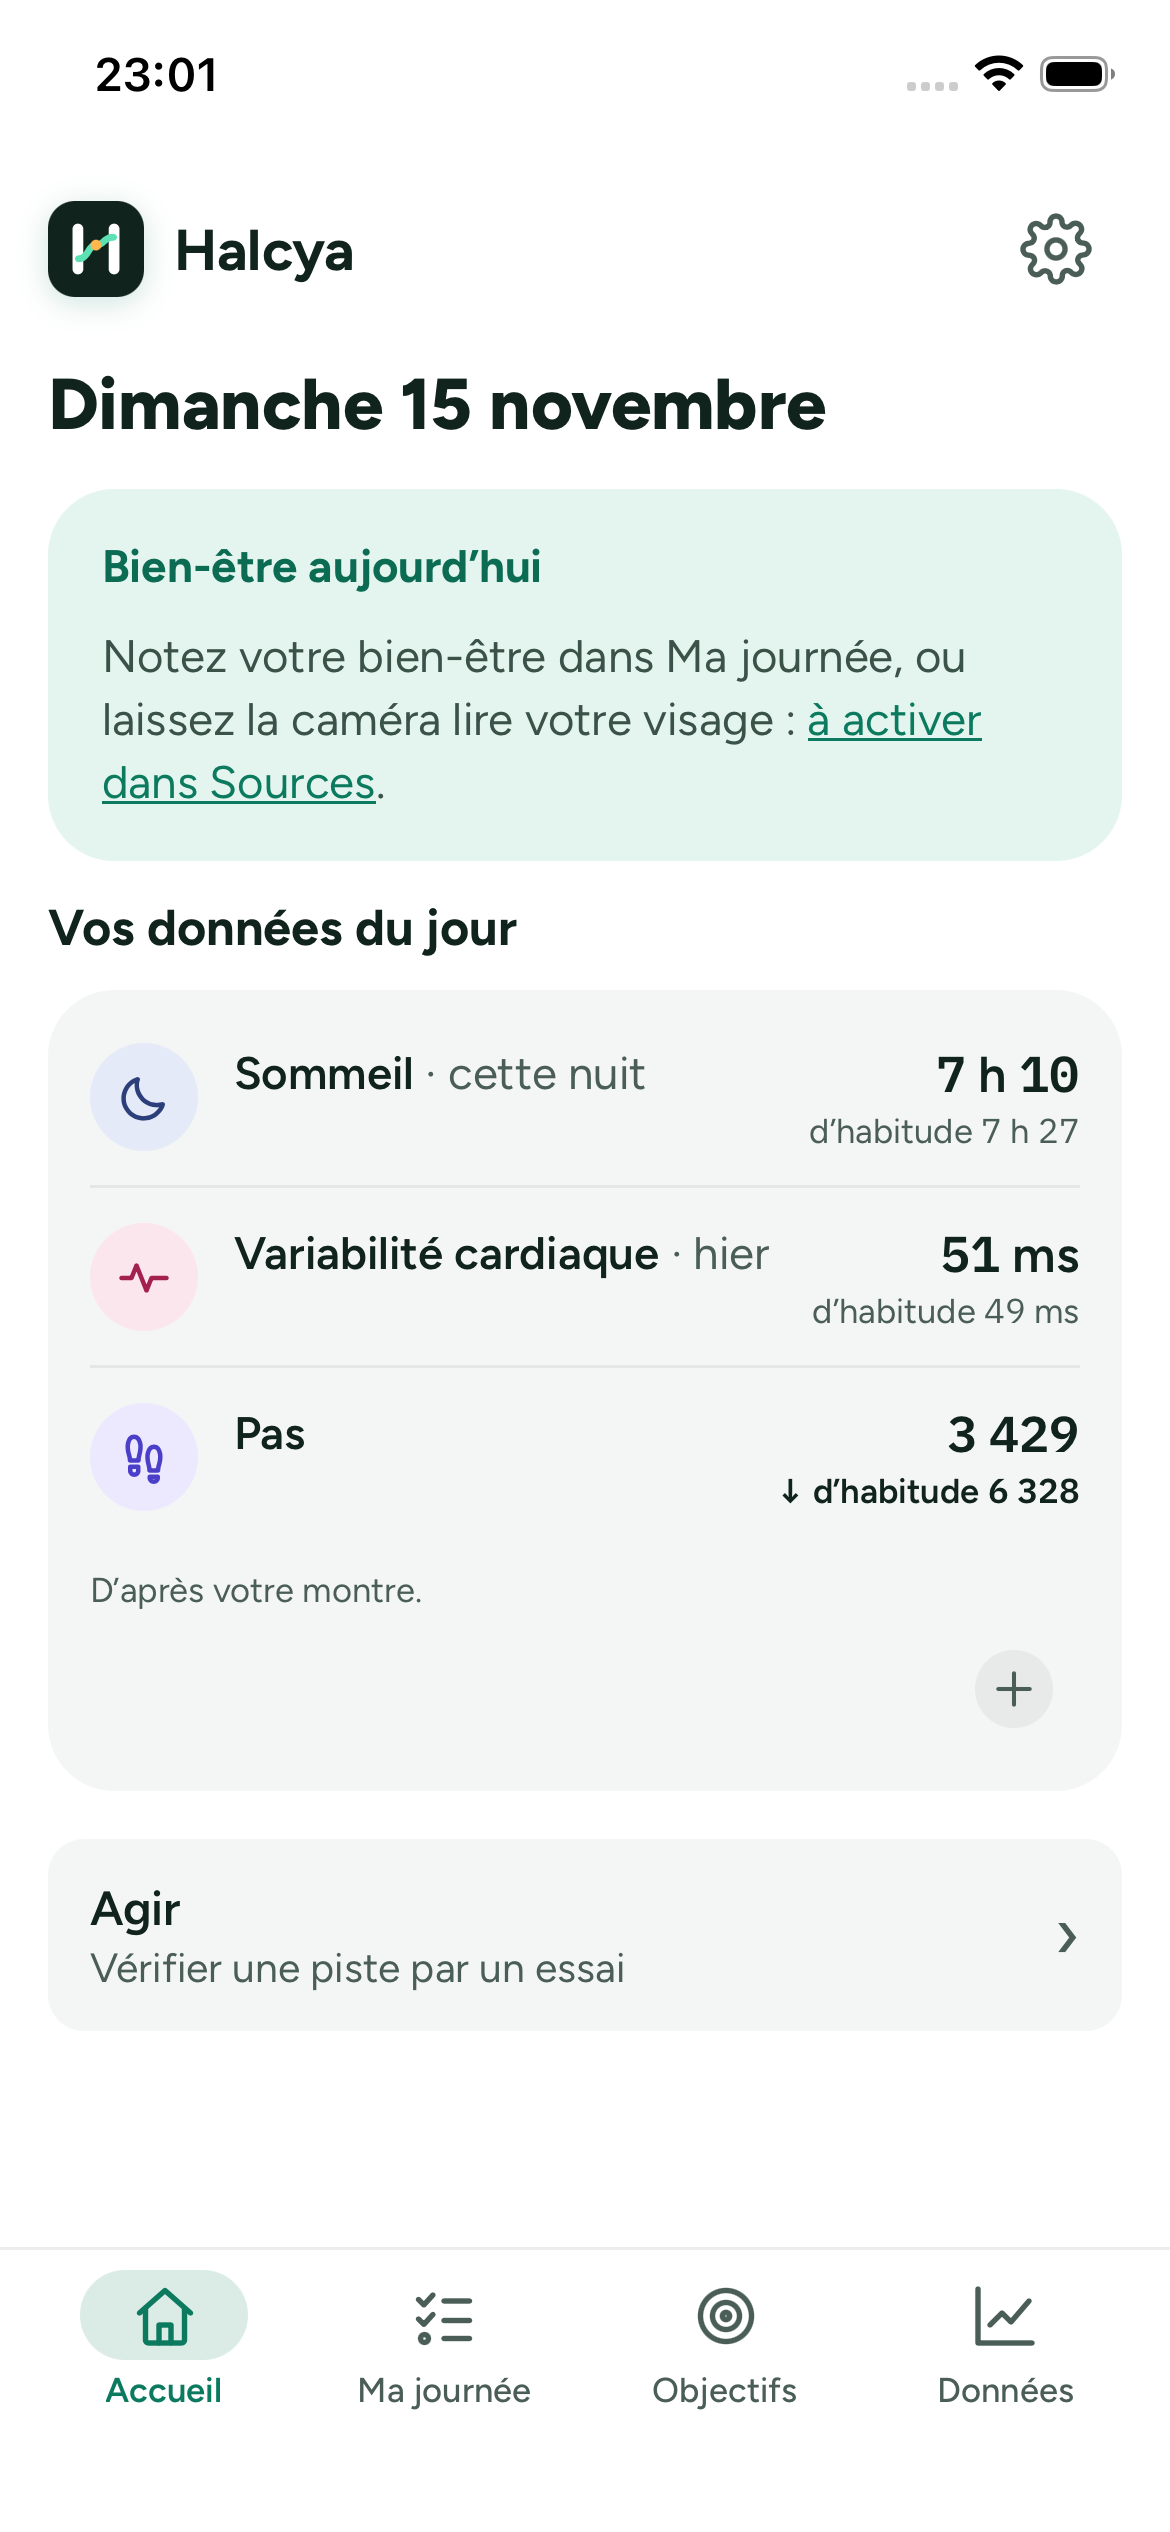 23:01
Halcya
Dimanche 15 novembre
Bien-être aujourd’hui
Notez votre bien-être dans Ma journée, ou
laissez la caméra lire votre visage : à activer
dans Sources.
Vos données du jour
Sommeil · cette nuit
7 h 10
d’habitude 7 h 27
Variabilité cardiaque · hier
51 ms
d’habitude 49 ms
Pas
3 429
↓ d’habitude 6 328
D’après votre montre.
Agir
Vérifier une piste par un essai
Accueil
Ma journée
Objectifs
Données